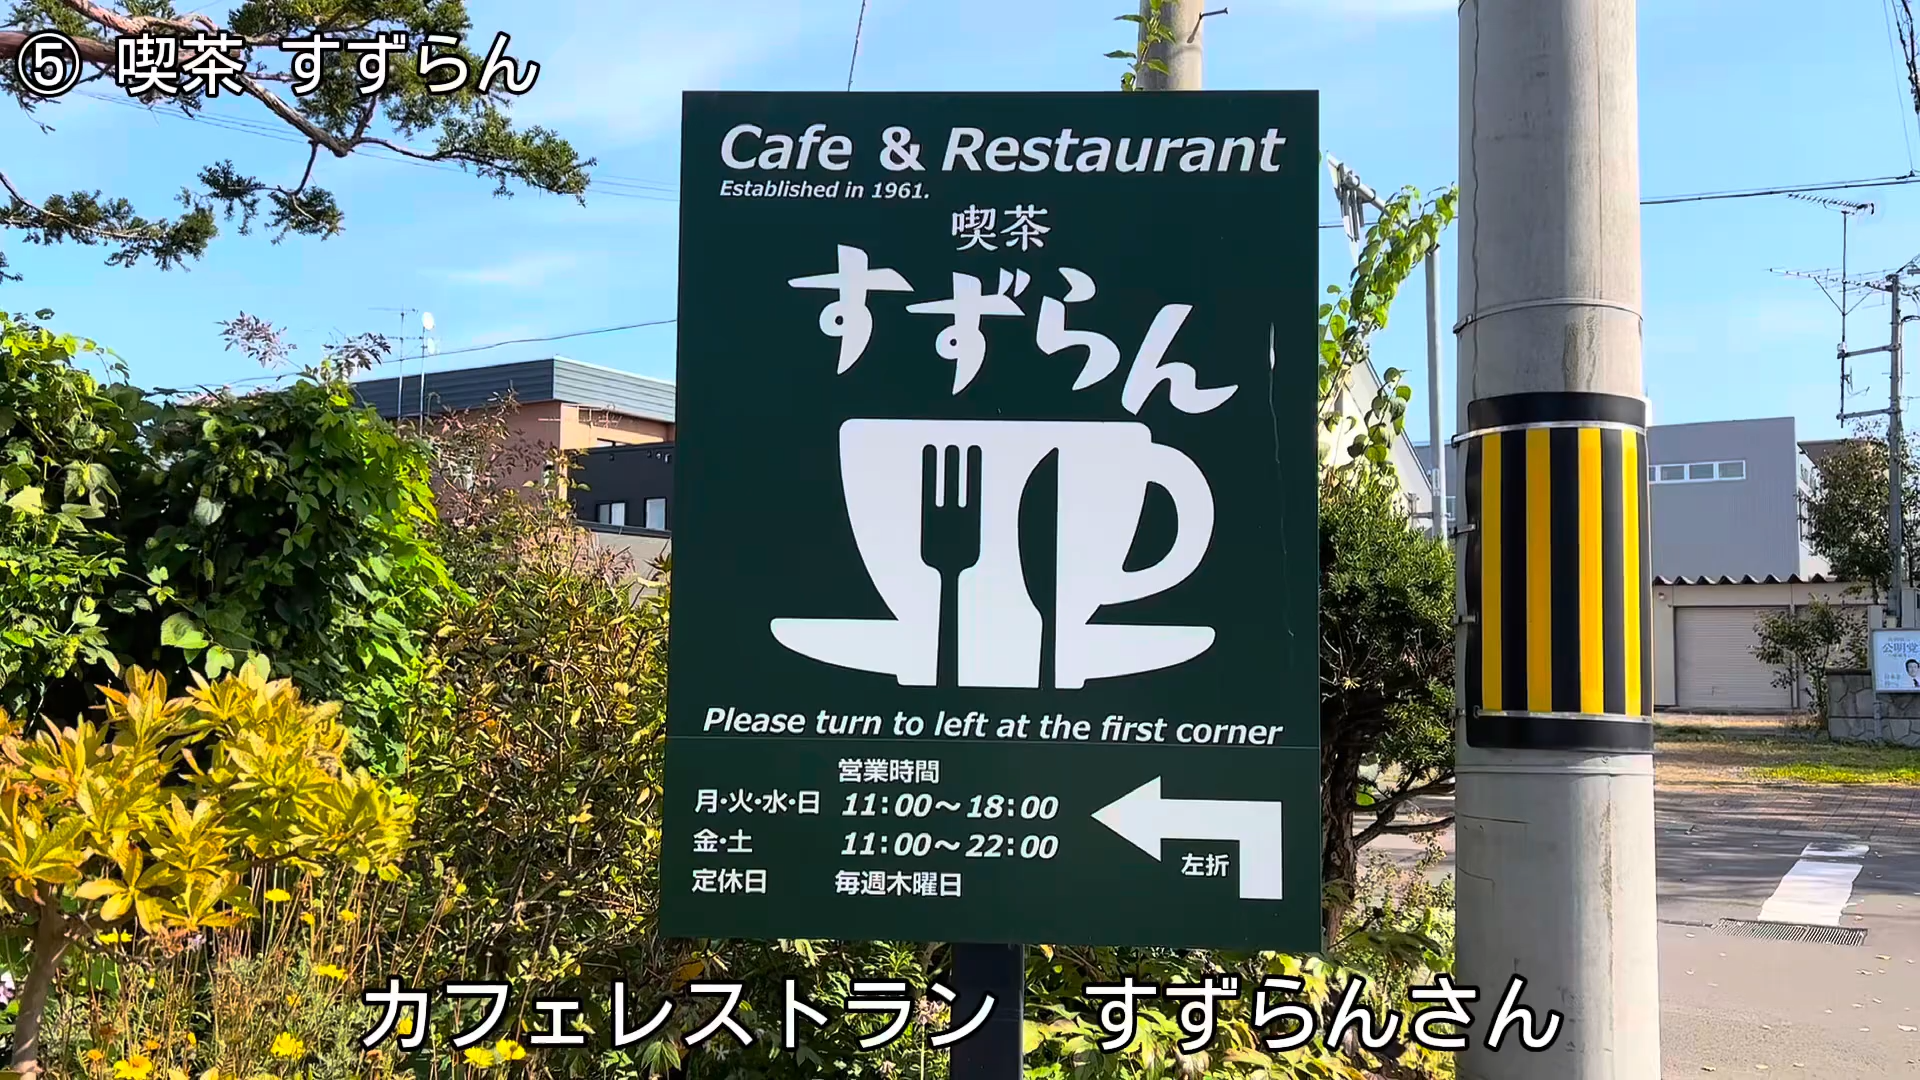 ⑤ 喫茶 すずらん
Cafe & Restaurant
Established in 1961.
喫茶
すずらん
Please turn to left at the first corner
営業時間
月・火・水・日 11:00～18:00
金・土 11:00～22:00
定休日 毎週木曜日
左折
公明党
カフェレストラン すずらんさん